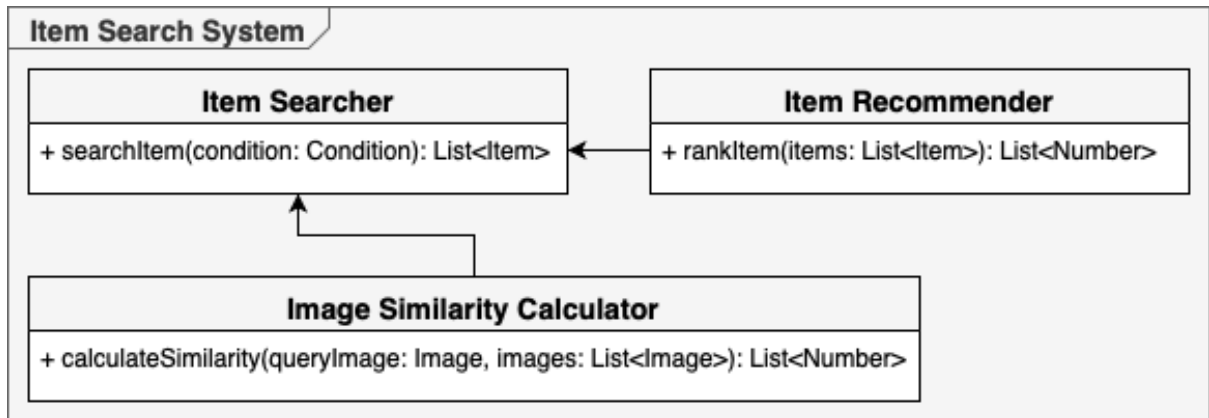 Item Search System
Item Searcher
+ searchItem(condition: Condition): List<Item>
Item Recommender
+ rankItem(items: List<Item>): List<Number>
Image Similarity Calculator
+ calculateSimilarity(queryImage: Image, images: List<Image>): List<Number>